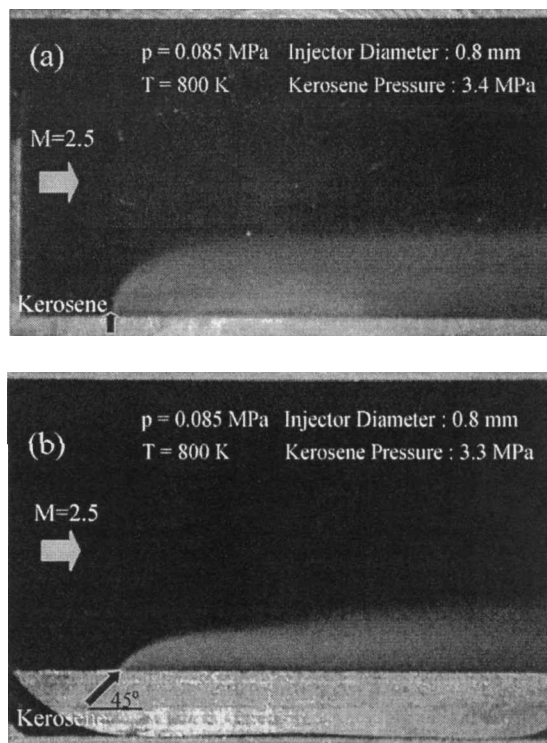 (a)
p = 0.085 MPa Injector Diameter : 0.8 mm
T = 800 K Kerosene Pressure : 3.4 MPa
M=2.5
Kerosene
(b)
p = 0.085 MPa Injector Diameter : 0.8 mm
T = 800 K Kerosene Pressure : 3.3 MPa
M=2.5
45°
Kerosene